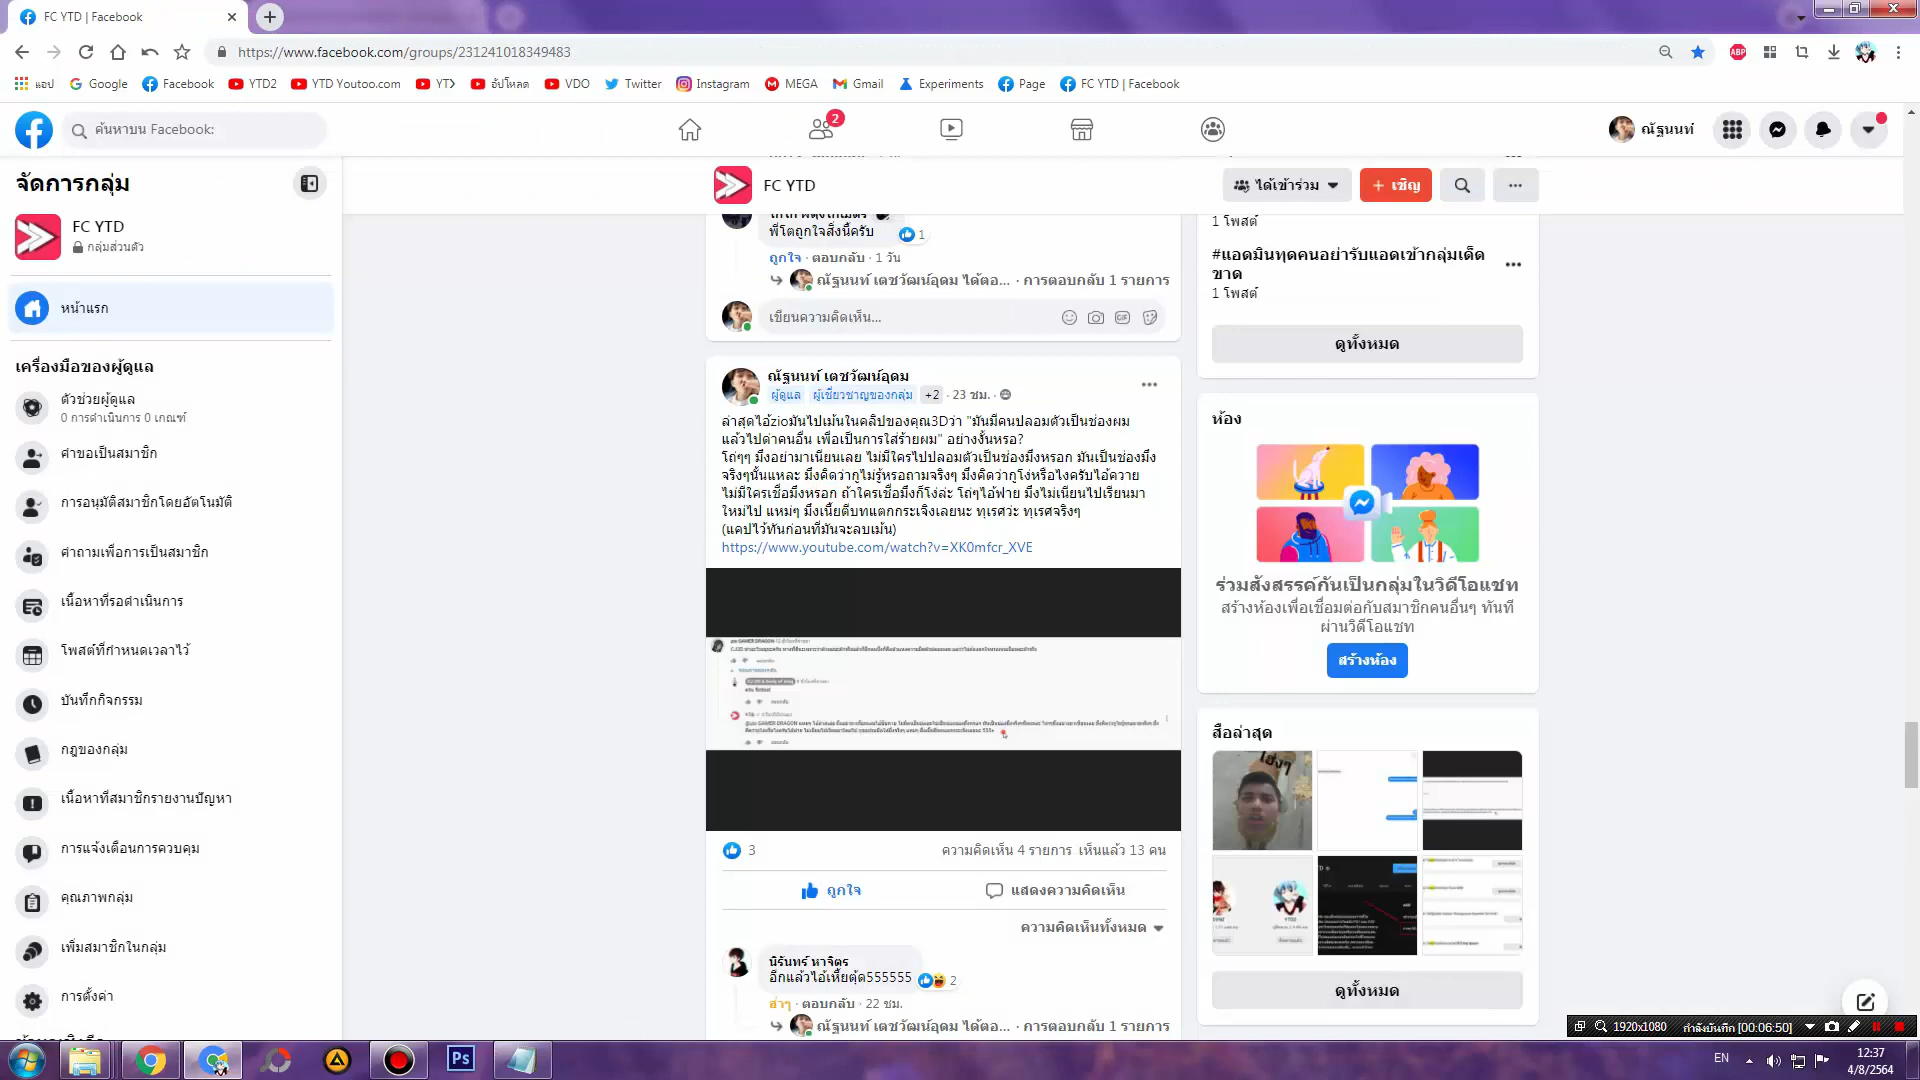 FC YTD | Facebook
https://www.facebook.com/groups/231241018349483
แอป Google Facebook YTD2 YTD Youtoo.com YT> อัปโหลด VDO Twitter Instagram MEGA Gmail Experiments Page FC YTD | Facebook
ค้นหาบน Facebook:
2
ณัฐนนท์
จัดการกลุ่ม
FC YTD
กลุ่มส่วนตัว
หน้าแรก
เครื่องมือของผู้ดูแล
ตัวช่วยผู้ดูแล
0 การดำเนินการ 0 เกณฑ์
คำขอเป็นสมาชิก
การอนุมัติสมาชิกโดยอัตโนมัติ
คำถามเพื่อการเป็นสมาชิก
เนื้อหาที่รอดำเนินการ
โพสต์ที่กำหนดเวลาไว้
บันทึกกิจกรรม
กฎของกลุ่ม
เนื้อหาที่สมาชิกรายงานปัญหา
การแจ้งเตือนการควบคุม
คุณภาพกลุ่ม
เพิ่มสมาชิกในกลุ่ม
การตั้งค่า
FC YTD
ได้เข้าร่วม
+ เชิญ
พี่โตถูกใจสิ่งนี้ครับ
1
ถูกใจ · ตอบกลับ · 1 วัน
ณัฐนนท์ เตชวัฒน์อุดม ได้ตอ... · การตอบกลับ 1 รายการ
เขียนความคิดเห็น...
ณัฐนนท์ เตชวัฒน์อุดม
ผู้ดูแล ผู้เชี่ยวชาญของกลุ่ม +2 · 23 ชม. ·
ล่าสุดไอ้zioมันไปเม้นในคลิปของคุณ3Dว่า "มันมีคนปลอมตัวเป็นช่องผม
แล้วไปด่าคนอื่น เพื่อเป็นการใส่ร้ายผม" อย่างงั้นหรอ?
โถ่ๆๆ มึงอย่ามาเนียนเลย ไม่มีใครไปปลอมตัวเป็นช่องมึงหรอก มันเป็นช่องมึง
จริงๆนั้นแหละ มึงคิดว่ากูไม่รู้หรอถามจริงๆ มึงคิดว่ากูโง่หรือไงครับไอ้ควาย
ไม่มีใครเชื่อมึงหรอก ถ้าใครเชื่อมึงก็โง่ล่ะ โถ่ๆไอ้ฟาย มึงไม่เนียนไปเรียนมา
ใหม่ไป แหม่ๆ มึงเนี้ยตีบทแตกกระเจิงเลยนะ ทุเรศว่ะ ทุเรศจริงๆ
(แคปไว้ทันก่อนที่มันจะลบเม้น)
https://www.youtube.com/watch?v=XK0mfcr_XVE
GAMER DRAGON
3
ความคิดเห็น 4 รายการ เห็นแล้ว 13 คน
ถูกใจ
แสดงความคิดเห็น
ความคิดเห็นทั้งหมด
นิรันทร์ หาจิตร
อีกแล้วไอ้เหี้ยตุ้ด555555
2
ฮ่าๆ · ตอบกลับ · 22 ชม.
ณัฐนนท์ เตชวัฒน์อุดม ได้ตอ... · การตอบกลับ 1 รายการ
1 โพสต์
#แอดมินทุดคนอย่ารับแอดเข้ากลุ่มเด็ด
ขาด
1 โพสต์
ดูทั้งหมด
ห้อง
ร่วมสังสรรค์กันเป็นกลุ่มในวิดีโอแชท
สร้างห้องเพื่อเชื่อมต่อกับสมาชิกคนอื่นๆ ทันที
ผ่านวิดีโอแชท
สร้างห้อง
สื่อล่าสุด
ดูทั้งหมด
1920x1080 กำลังบันทึก [00:06:50]
EN
12:37
4/8/2564